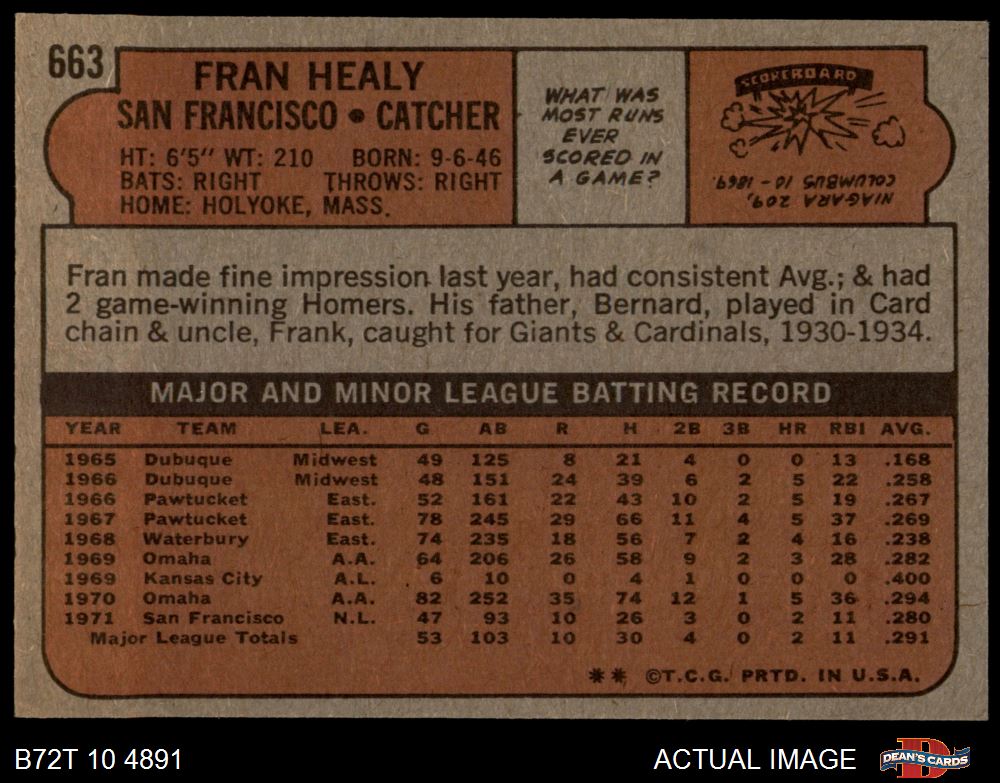 663
FRAN HEALY
SAN FRANCISCO • CATCHER
HT: 6'5" WT: 210 BORN: 9-6-46
BATS: RIGHT THROWS: RIGHT
HOME: HOLYOKE, MASS.
WHAT WAS
MOST RUNS
EVER
SCORED IN
A GAME?
SCOREBOARD
NIAGARA 209,
COLUMBUS 10 - 1869.
Fran made fine impression last year, had consistent Avg.; & had
2 game-winning Homers. His father, Bernard, played in Card
chain & uncle, Frank, caught for Giants & Cardinals, 1930-1934.
MAJOR AND MINOR LEAGUE BATTING RECORD
YEAR TEAM LEA. G AB R H 2B 3B HR RBI AVG.
1965 Dubuque Midwest 49 125 8 21 4 0 0 13 .168
1966 Dubuque Midwest 48 151 24 39 6 2 5 22 .258
1966 Pawtucket East. 52 161 22 43 10 2 5 19 .267
1967 Pawtucket East. 78 245 29 66 11 4 5 37 .269
1968 Waterbury East. 74 235 18 56 7 2 4 16 .238
1969 Omaha A.A. 64 206 26 58 9 2 3 28 .282
1969 Kansas City A.L. 6 10 0 4 1 0 0 0 .400
1970 Omaha A.A. 82 252 35 74 12 1 5 36 .294
1971 San Francisco N.L. 47 93 10 26 3 0 2 11 .280
Major League Totals 53 103 10 30 4 0 2 11 .291
** ©T.C.G. PRTD. IN U.S.A.
B72T 10 4891
ACTUAL IMAGE
DEAN'S CARDS